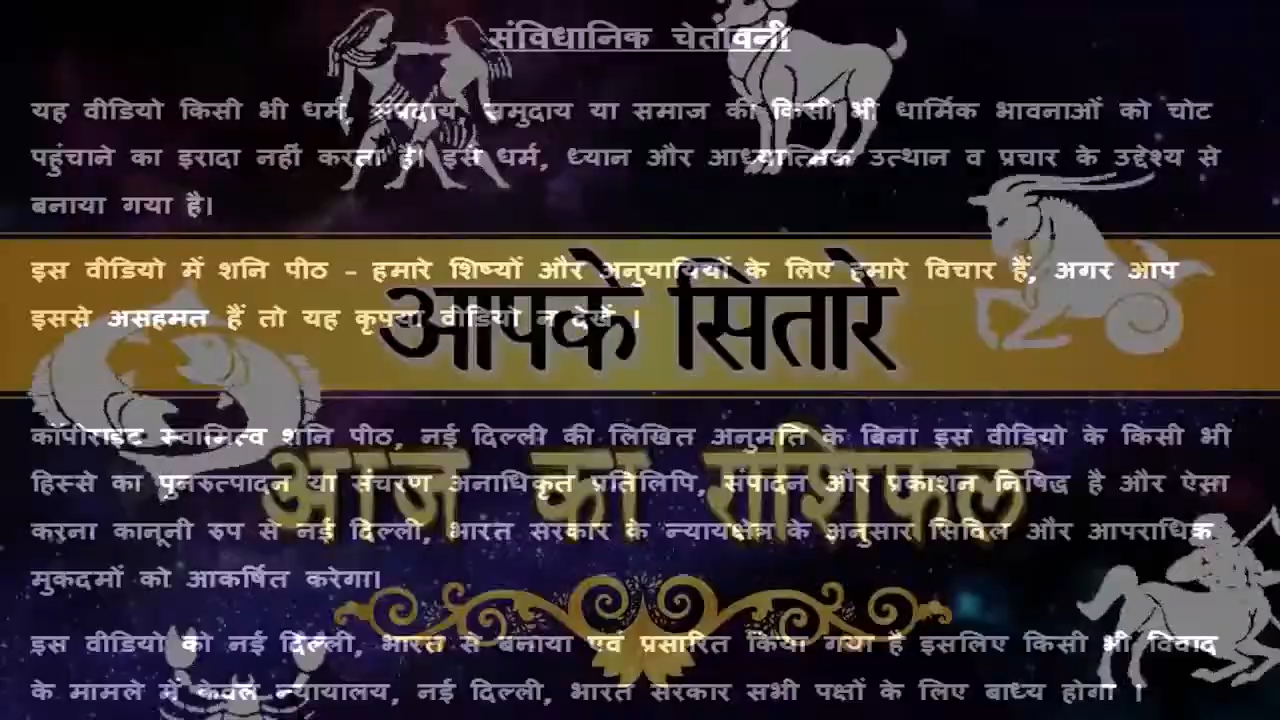 संविधानिक चेतावनी
यह वीडियो किसी भी धर्म, संप्रदाय, समुदाय या समाज की किसी भी धार्मिक भावनाओं को चोट
पहुंचाने का इरादा नहीं करता है। इसे धर्म, ध्यान और आध्यात्मिक उत्थान व प्रचार के उद्देश्य से
बनाया गया है।
इस वीडियो में शनि पीठ - हमारे शिष्यों और अनुयायियों के लिए हमारे विचार हैं, अगर आप
इससे असहमत हैं तो यह कृपया वीडियो न देखें ।
आपके सितारे
कॉपीराइट स्वामित्व शनि पीठ, नई दिल्ली की लिखित अनुमति के बिना इस वीडियो के किसी भी
आज का राशिफल
हिस्से का पुनरुत्पादन या संचरण अनाधिकृत प्रतिलिपि, संपादन और प्रकाशन निषिद्ध है और ऐसा
करना कानूनी रुप से नई दिल्ली, भारत सरकार के न्यायक्षेत्र के अनुसार सिविल और आपराधिक
मुकदमों को आकर्षित करेगा।
इस वीडियो को नई दिल्ली, भारत से बनाया एवं प्रसारित किया गया है इसलिए किसी भी विवाद
के मामले में केवल न्यायालय, नई दिल्ली, भारत सरकार सभी पक्षों के लिए बाध्य होगा ।